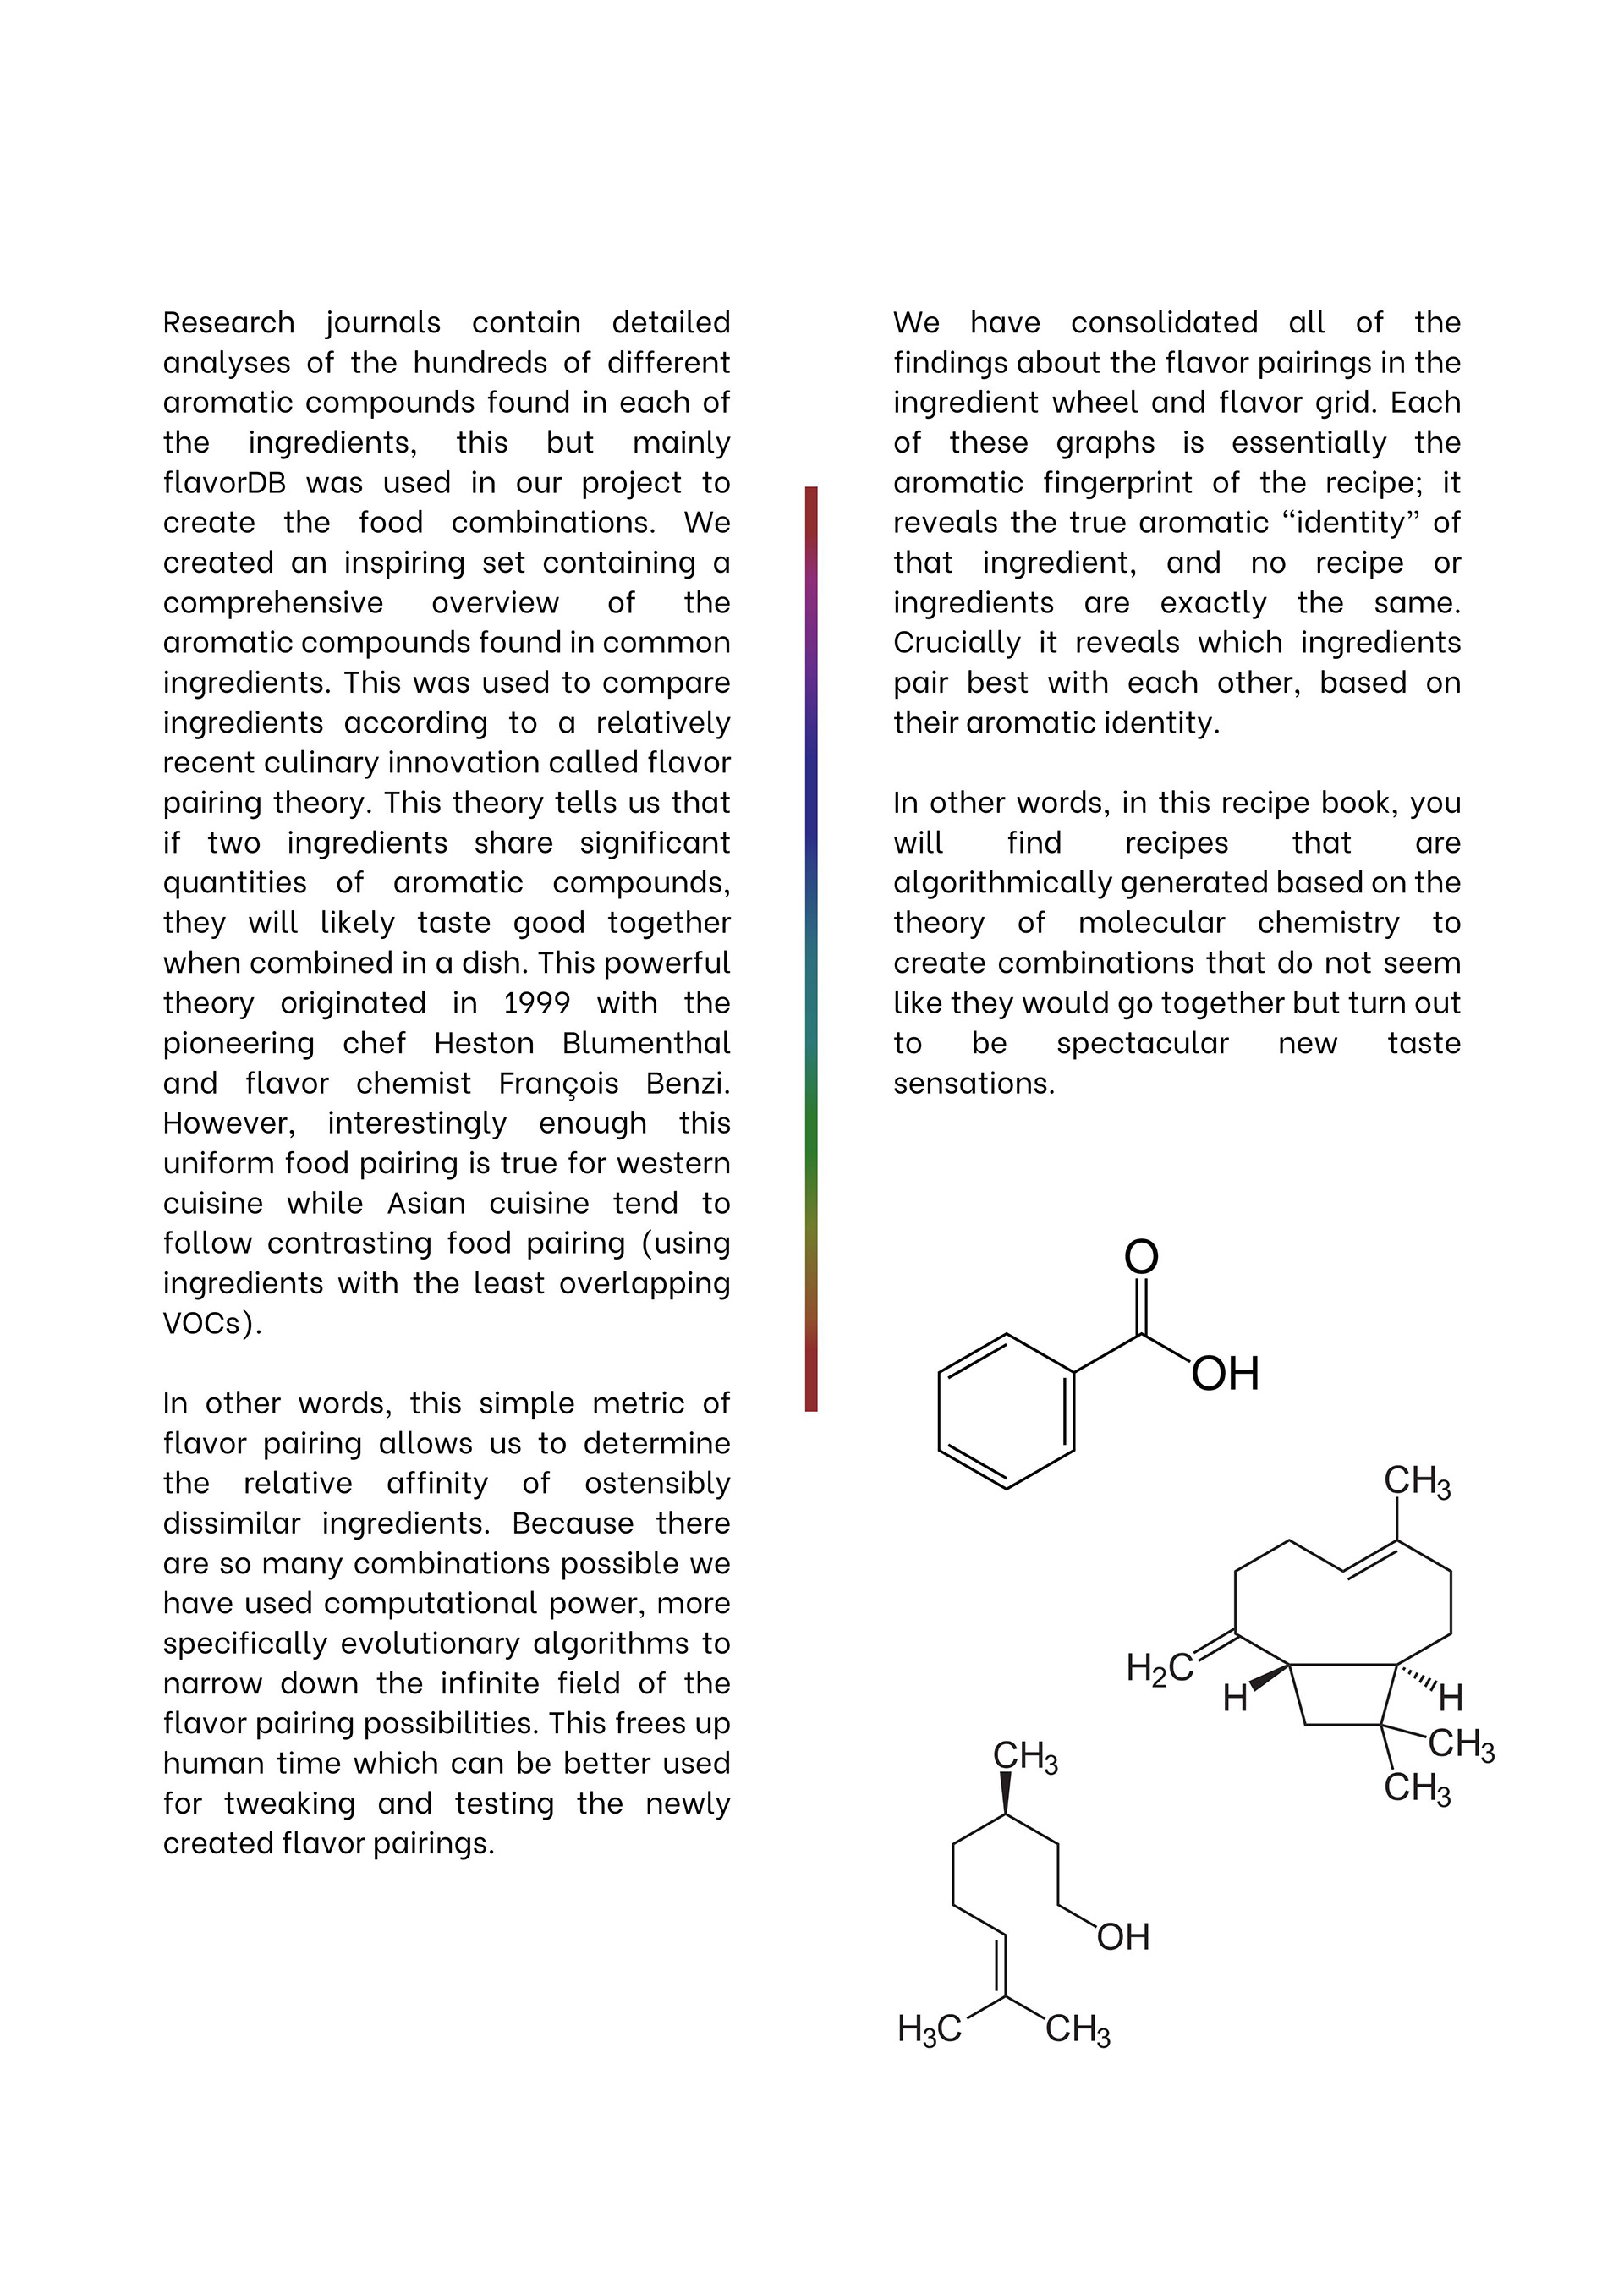 Research journals contain detailed
analyses of the hundreds of different
aromatic compounds found in each of
the ingredients, this but mainly
flavorDB was used in our project to
create the food combinations. We
created an inspiring set containing a
comprehensive overview of the
aromatic compounds found in common
ingredients. This was used to compare
ingredients according to a relatively
recent culinary innovation called flavor
pairing theory. This theory tells us that
if two ingredients share significant
quantities of aromatic compounds,
they will likely taste good together
when combined in a dish. This powerful
theory originated in 1999 with the
pioneering chef Heston Blumenthal
and flavor chemist François Benzi.
However, interestingly enough this
uniform food pairing is true for western
cuisine while Asian cuisine tend to
follow contrasting food pairing (using
ingredients with the least overlapping
VOCs).
In other words, this simple metric of
flavor pairing allows us to determine
the relative affinity of ostensibly
dissimilar ingredients. Because there
are so many combinations possible we
have used computational power, more
specifically evolutionary algorithms to
narrow down the infinite field of the
flavor pairing possibilities. This frees up
human time which can be better used
for tweaking and testing the newly
created flavor pairings.
We have consolidated all of the
findings about the flavor pairings in the
ingredient wheel and flavor grid. Each
of these graphs is essentially the
aromatic fingerprint of the recipe; it
reveals the true aromatic “identity” of
that ingredient, and no recipe or
ingredients are exactly the same.
Crucially it reveals which ingredients
pair best with each other, based on
their aromatic identity.
In other words, in this recipe book, you
will find recipes that are
algorithmically generated based on the
theory of molecular chemistry to
create combinations that do not seem
like they would go together but turn out
to be spectacular new taste
sensations.
O
OH
CH3
H2C
H
H
CH3
CH3
CH3
OH
H3C
CH3